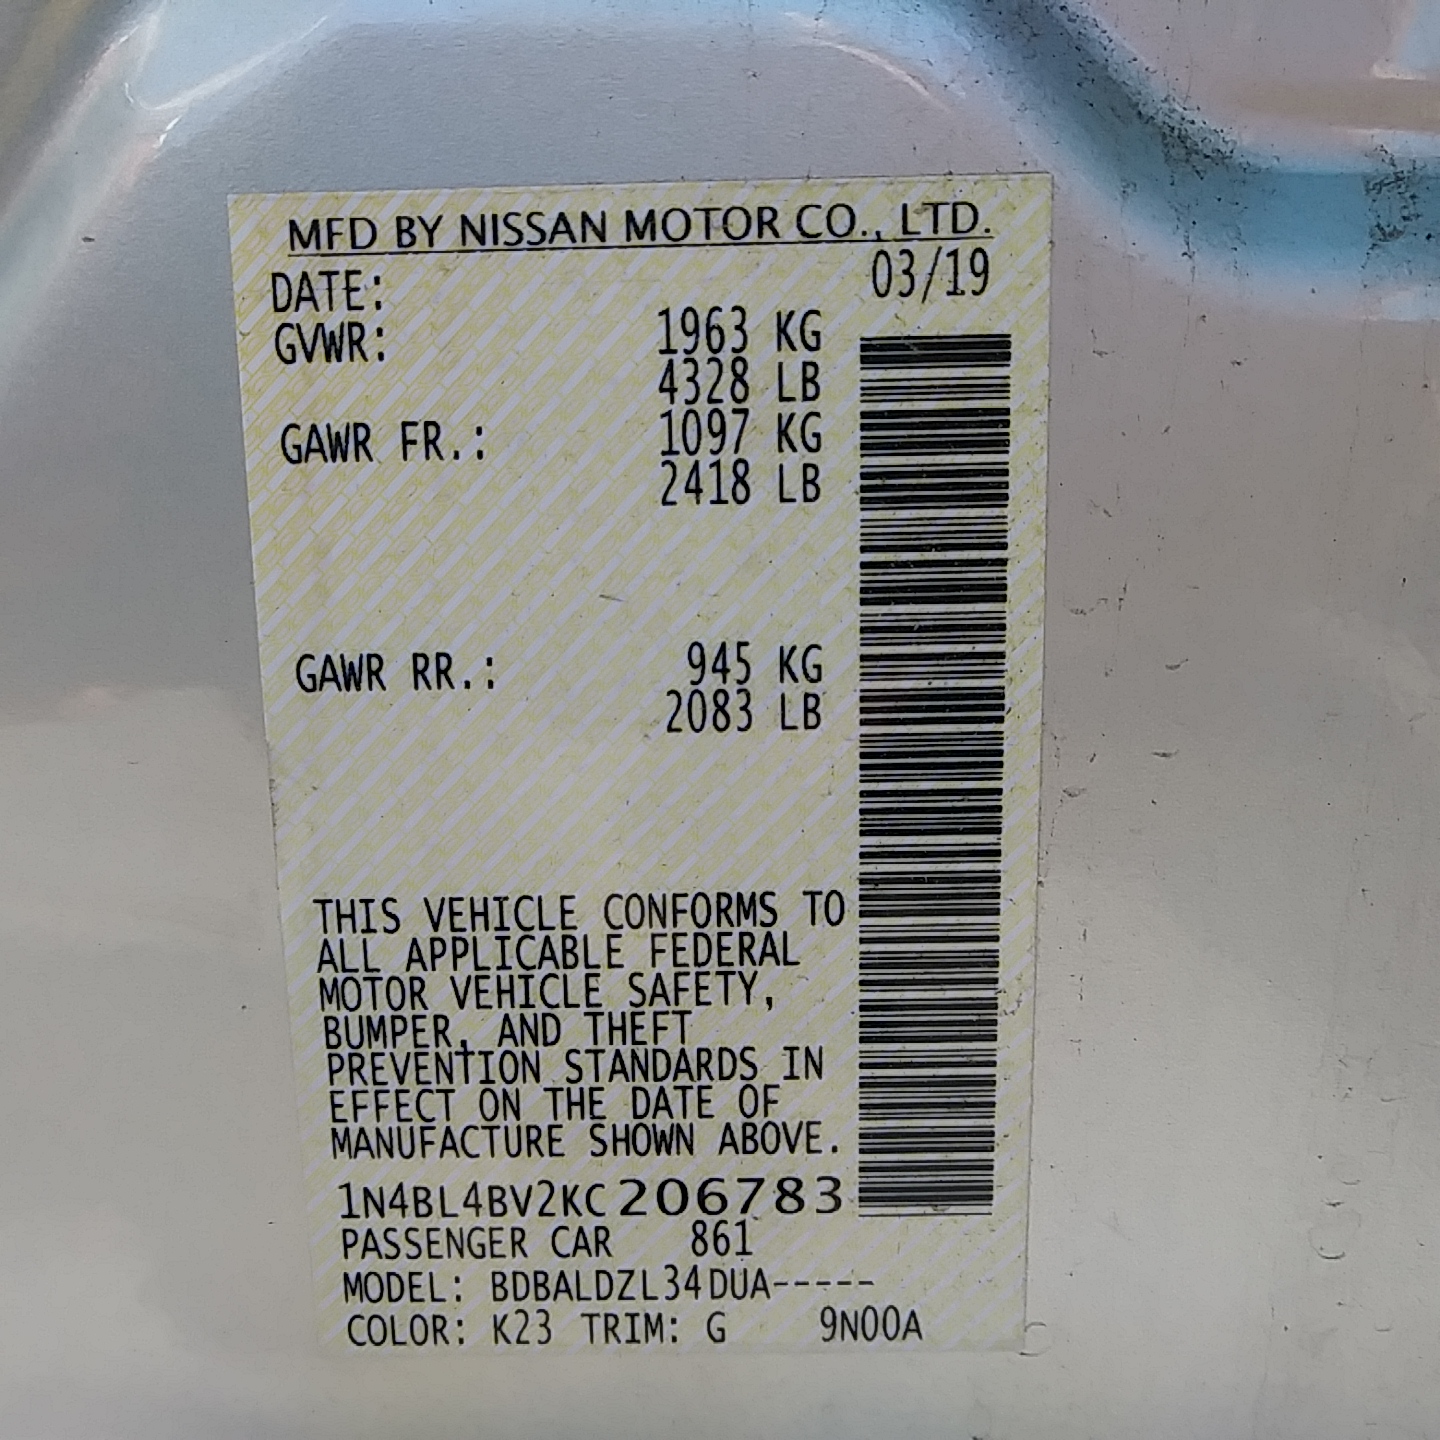 MFD BY NISSAN MOTOR CO., LTD.
DATE: 03/19
GVWR: 1963 KG
4328 LB
GAWR FR.: 1097 KG
2418 LB
GAWR RR.: 945 KG
2083 LB
THIS VEHICLE CONFORMS TO
ALL APPLICABLE FEDERAL
MOTOR VEHICLE SAFETY,
BUMPER, AND THEFT
PREVENTION STANDARDS IN
EFFECT ON THE DATE OF
MANUFACTURE SHOWN ABOVE.
1N4BL4BV2KC206783
PASSENGER CAR 861
MODEL: BDBALDZL34DUA-----
COLOR: K23 TRIM: G 9N00A